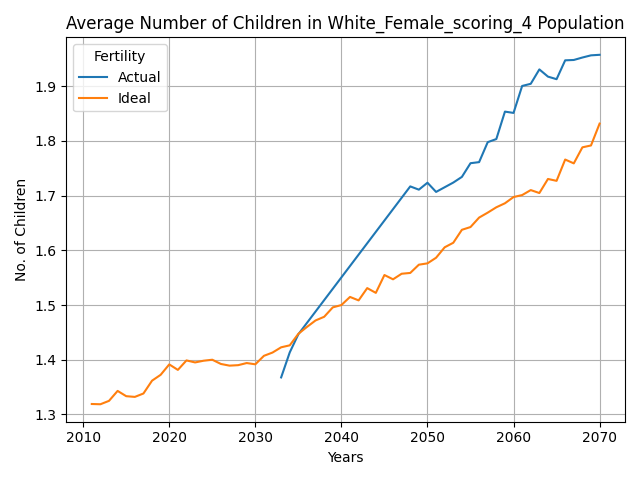 Average Number of Children in White_Female_scoring_4 Population
Fertility
Actual
Ideal
No. of Children
1.9
1.8
1.7
1.6
1.5
1.4
1.3
2010 2020 2030 2040 2050 2060 2070
Years